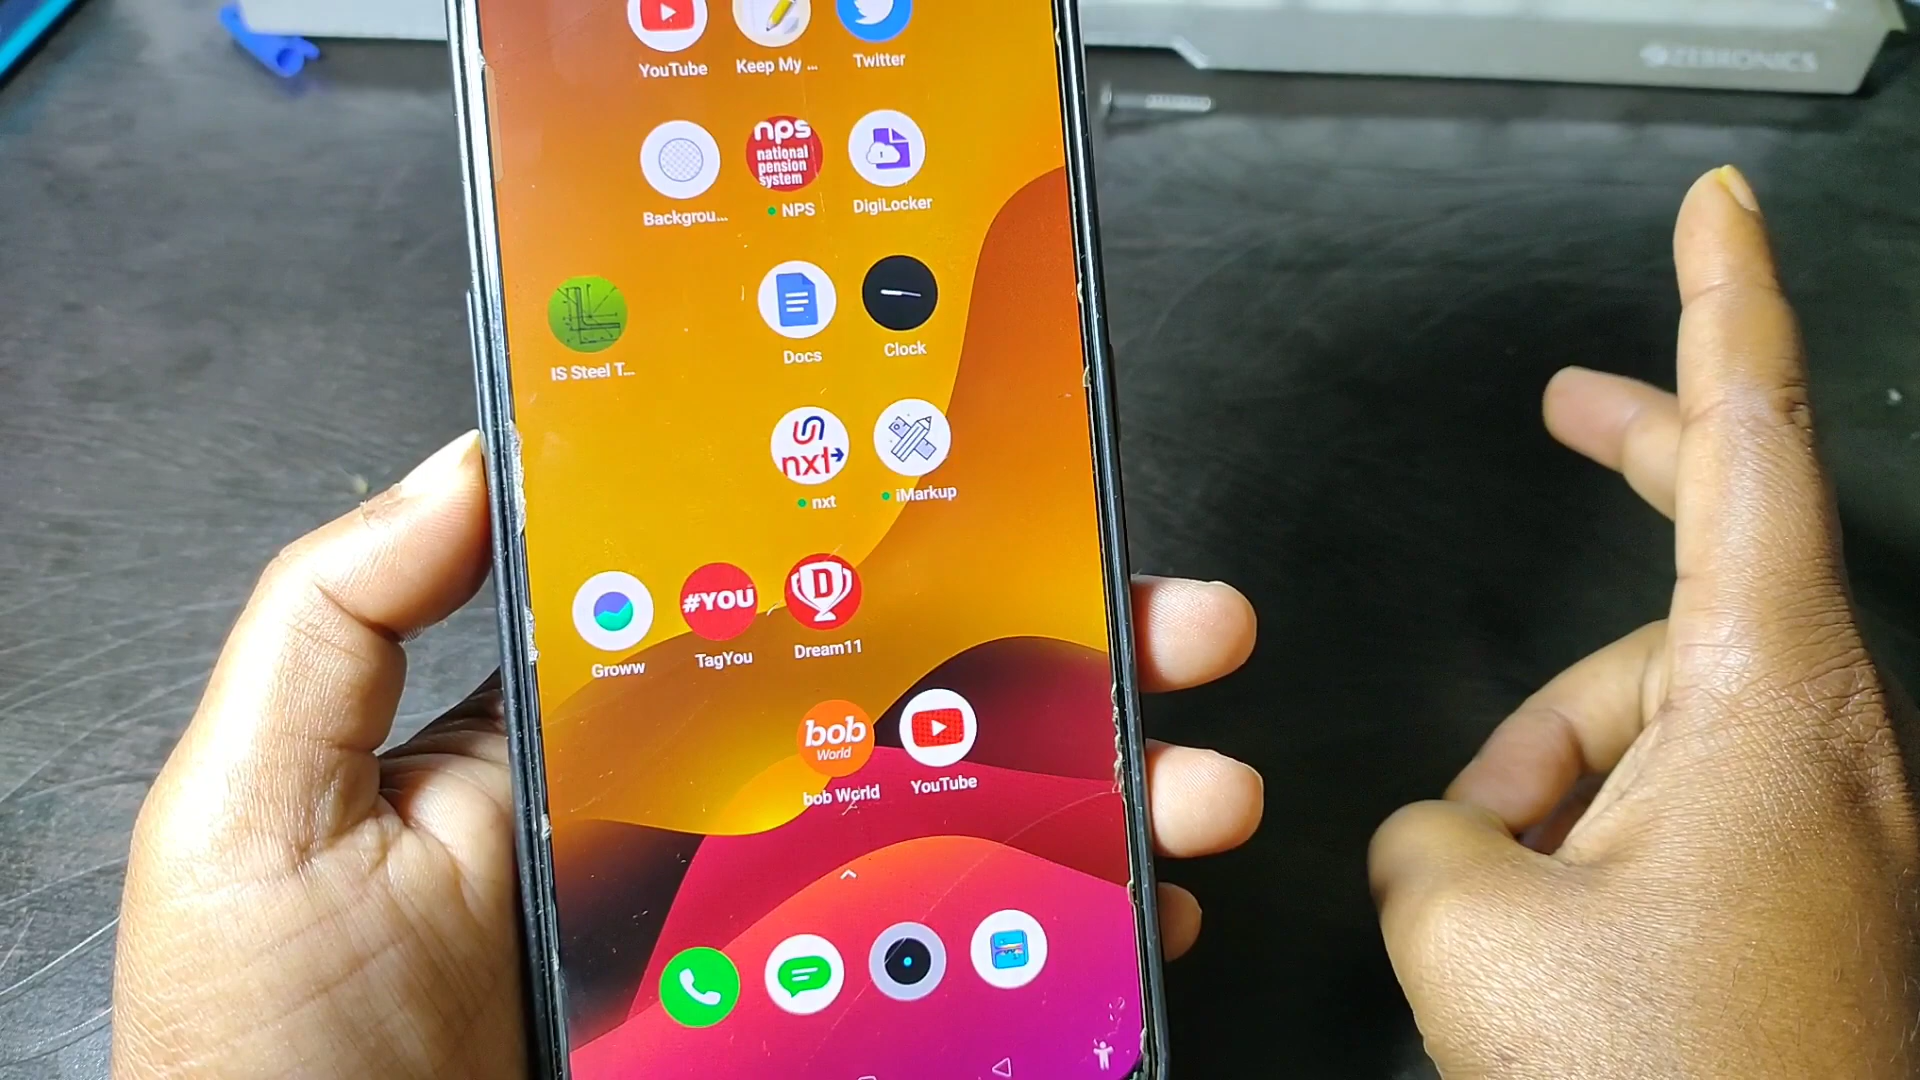 ZEBRONICS
YouTube
Keep My ...
Twitter
nps
national
pension
system
Backgrou...
NPS
DigiLocker
IS Steel T...
Docs
Clock
nxt
nxt
iMarkup
#YOU
D
Groww
TagYou
Dream11
bob
World
bob World
YouTube